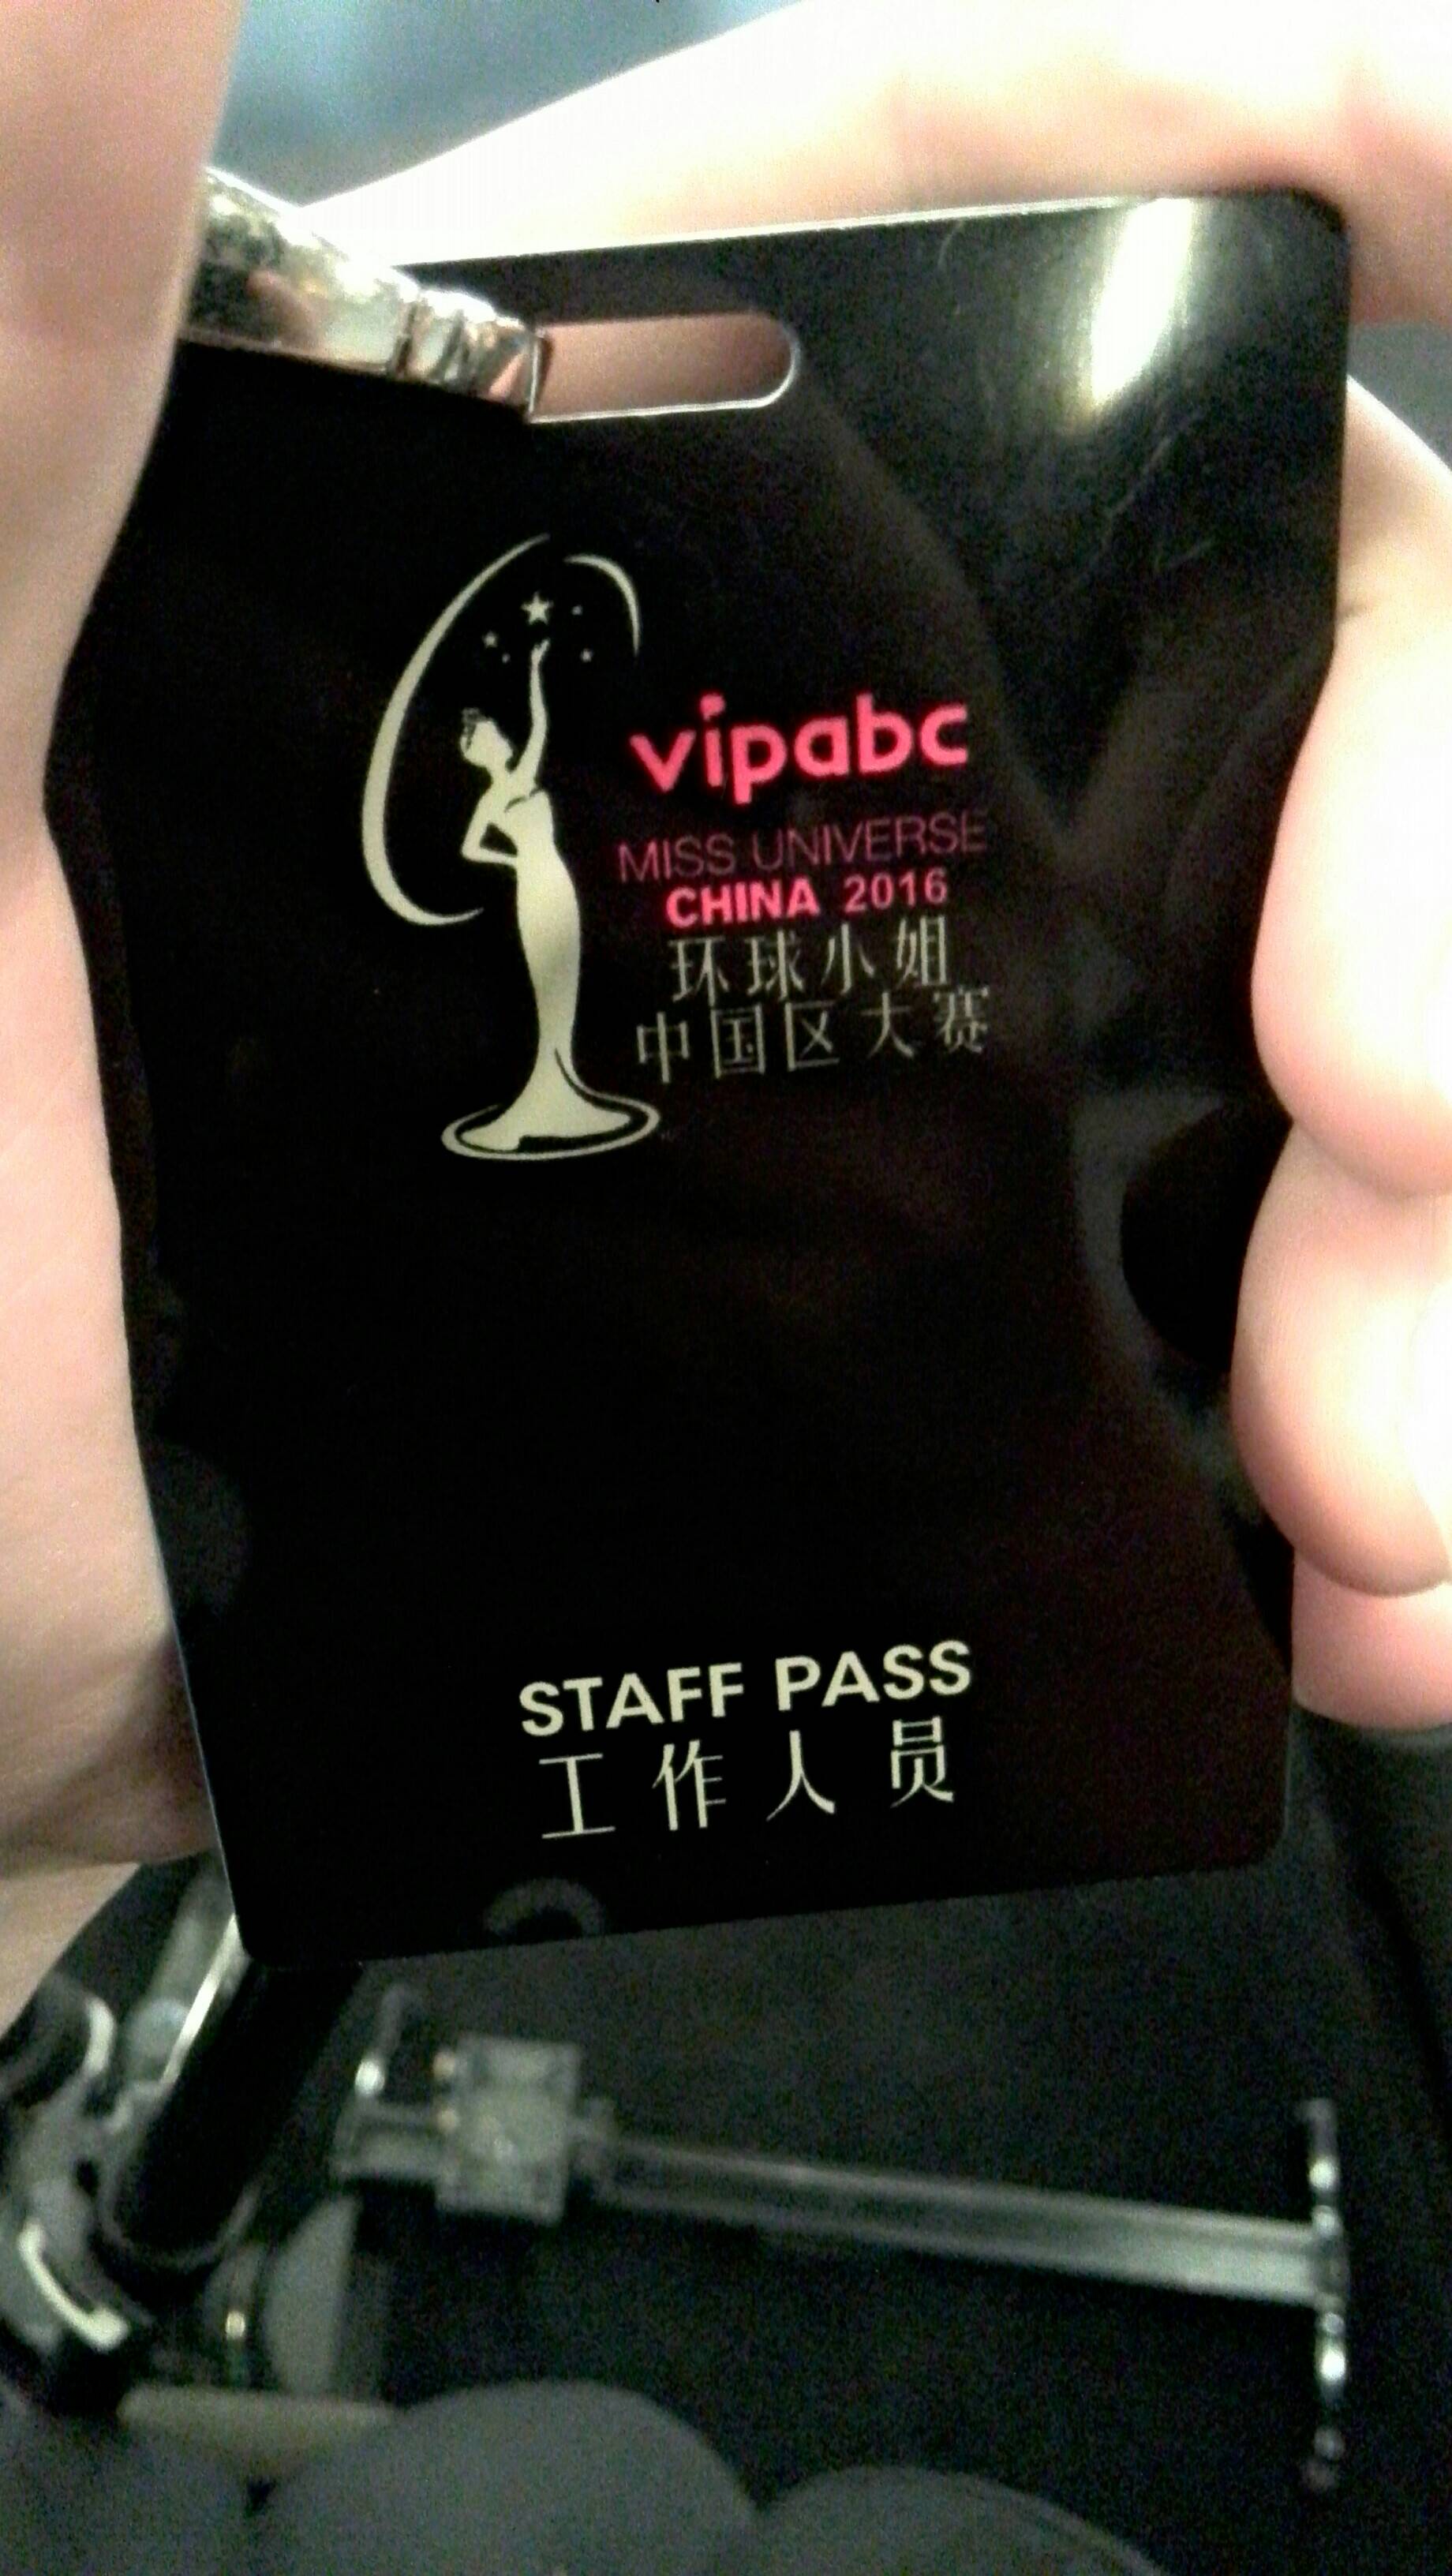 vipabc
MISS UNIVERSE
CHINA 2016
环球小姐
中国区大赛
STAFF PASS
工作人员